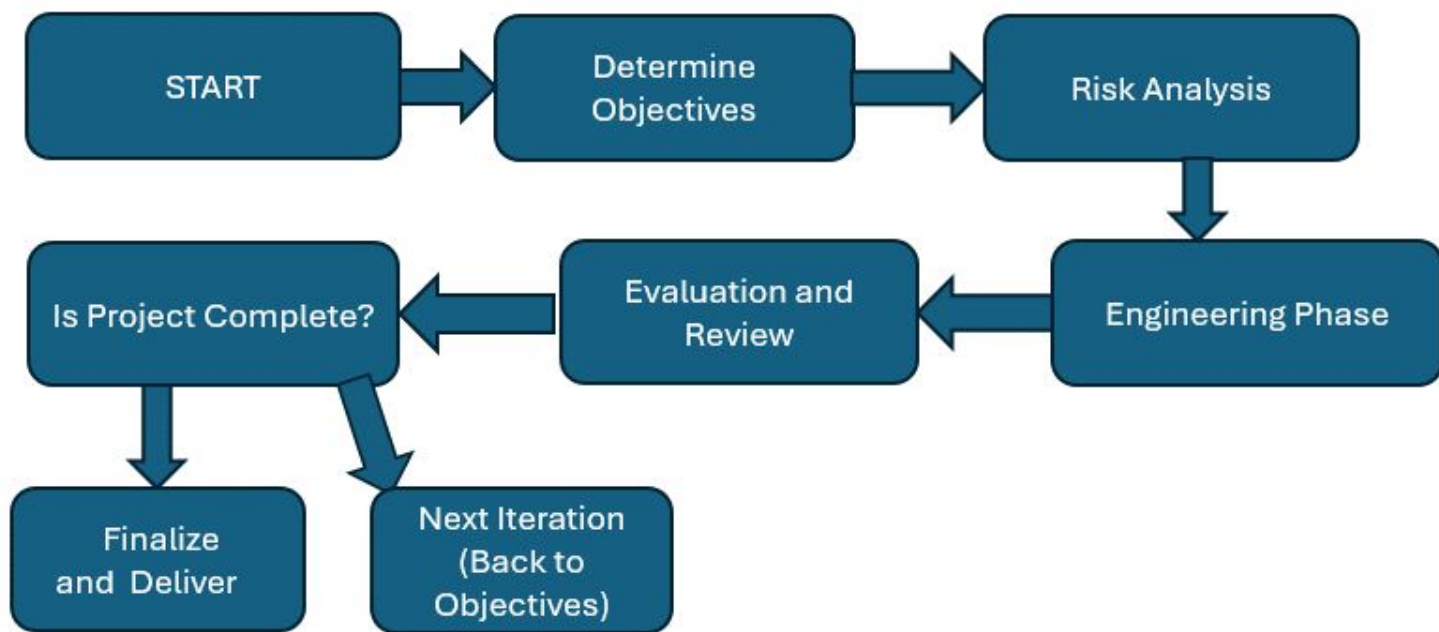 START
Determine
Objectives
Risk Analysis
Is Project Complete?
Evaluation and
Review
Engineering Phase
Finalize
and Deliver
Next Iteration
(Back to
Objectives)